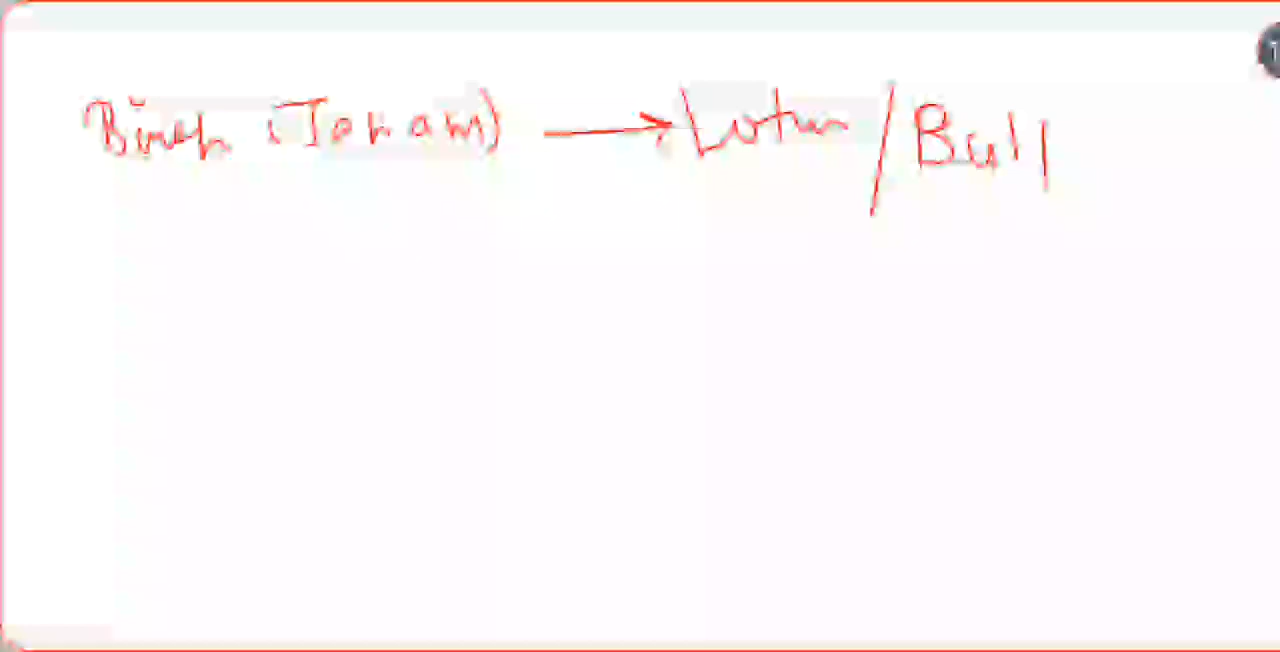 Birth (Janam) → Lotus / Bull